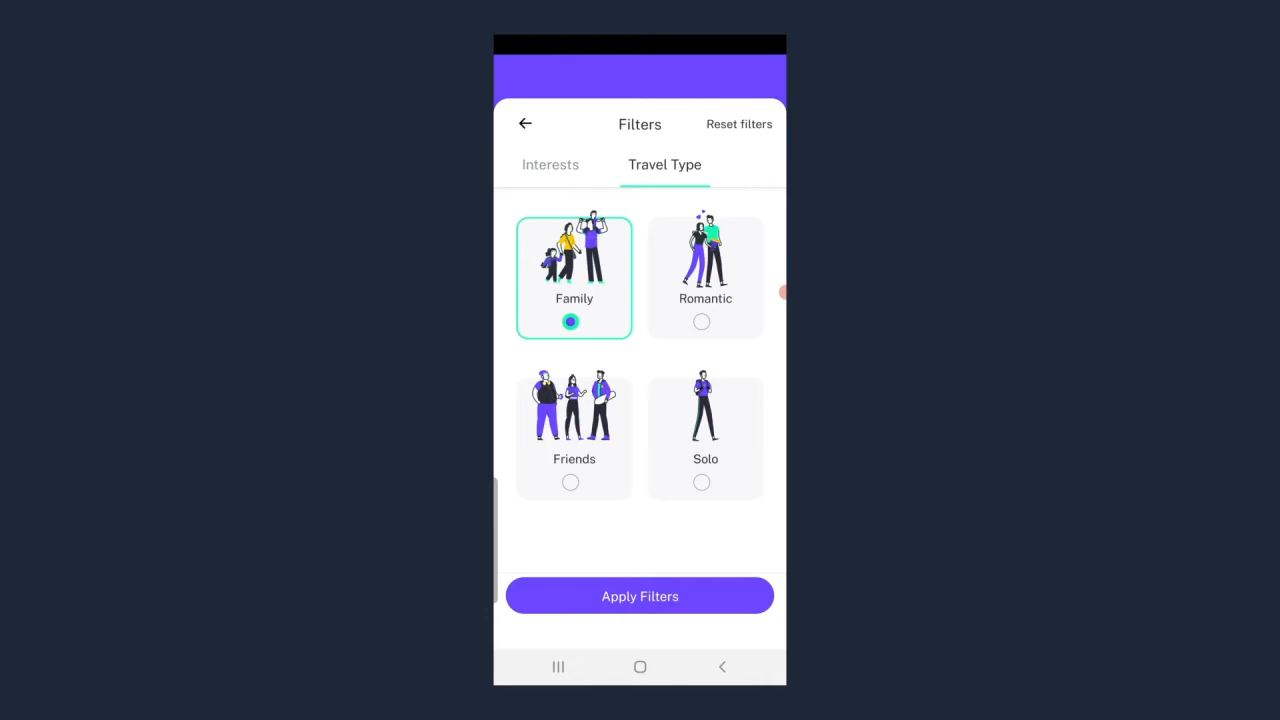 Filters
Reset filters
Interests
Travel Type
Family
Romantic
Friends
Solo
Apply Filters